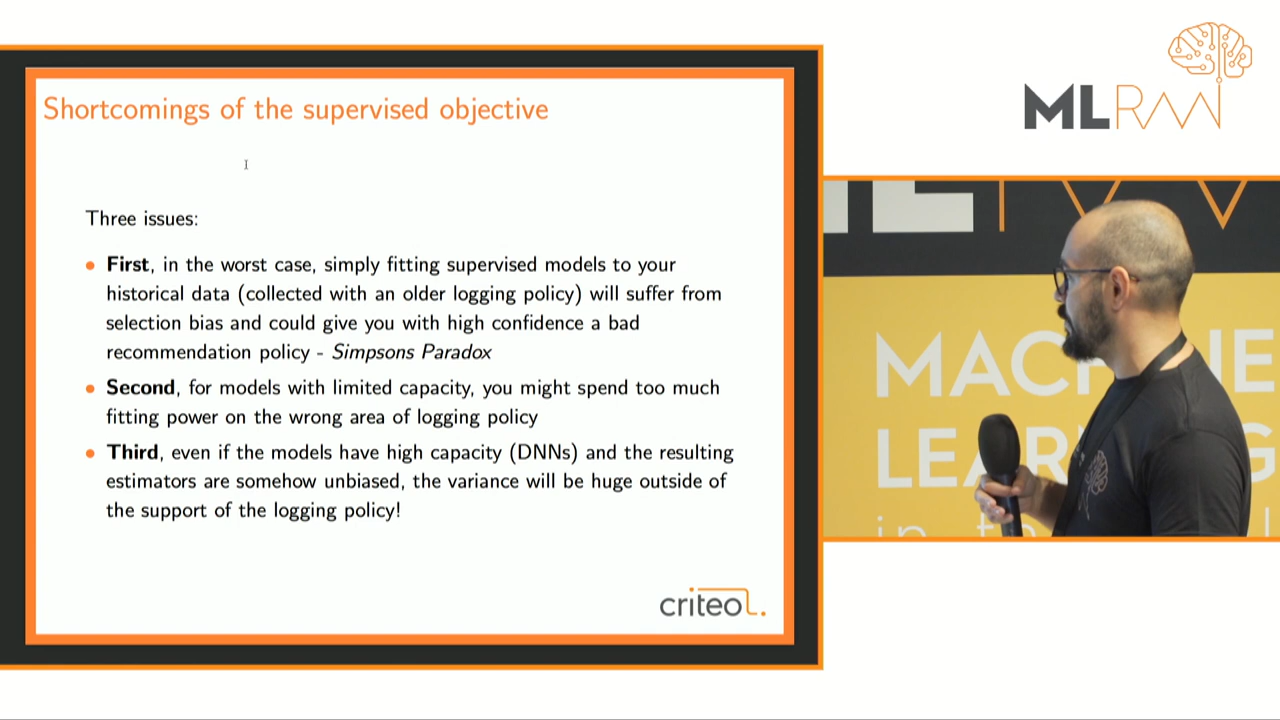 Shortcomings of the supervised objective
Three issues:
• First, in the worst case, simply fitting supervised models to your
historical data (collected with an older logging policy) will suffer from
selection bias and could give you with high confidence a bad
recommendation policy - Simpsons Paradox
• Second, for models with limited capacity, you might spend too much
fitting power on the wrong area of logging policy
• Third, even if the models have high capacity (DNNs) and the resulting
estimators are somehow unbiased, the variance will be huge outside of
the support of the logging policy!
criteo.
MLRW